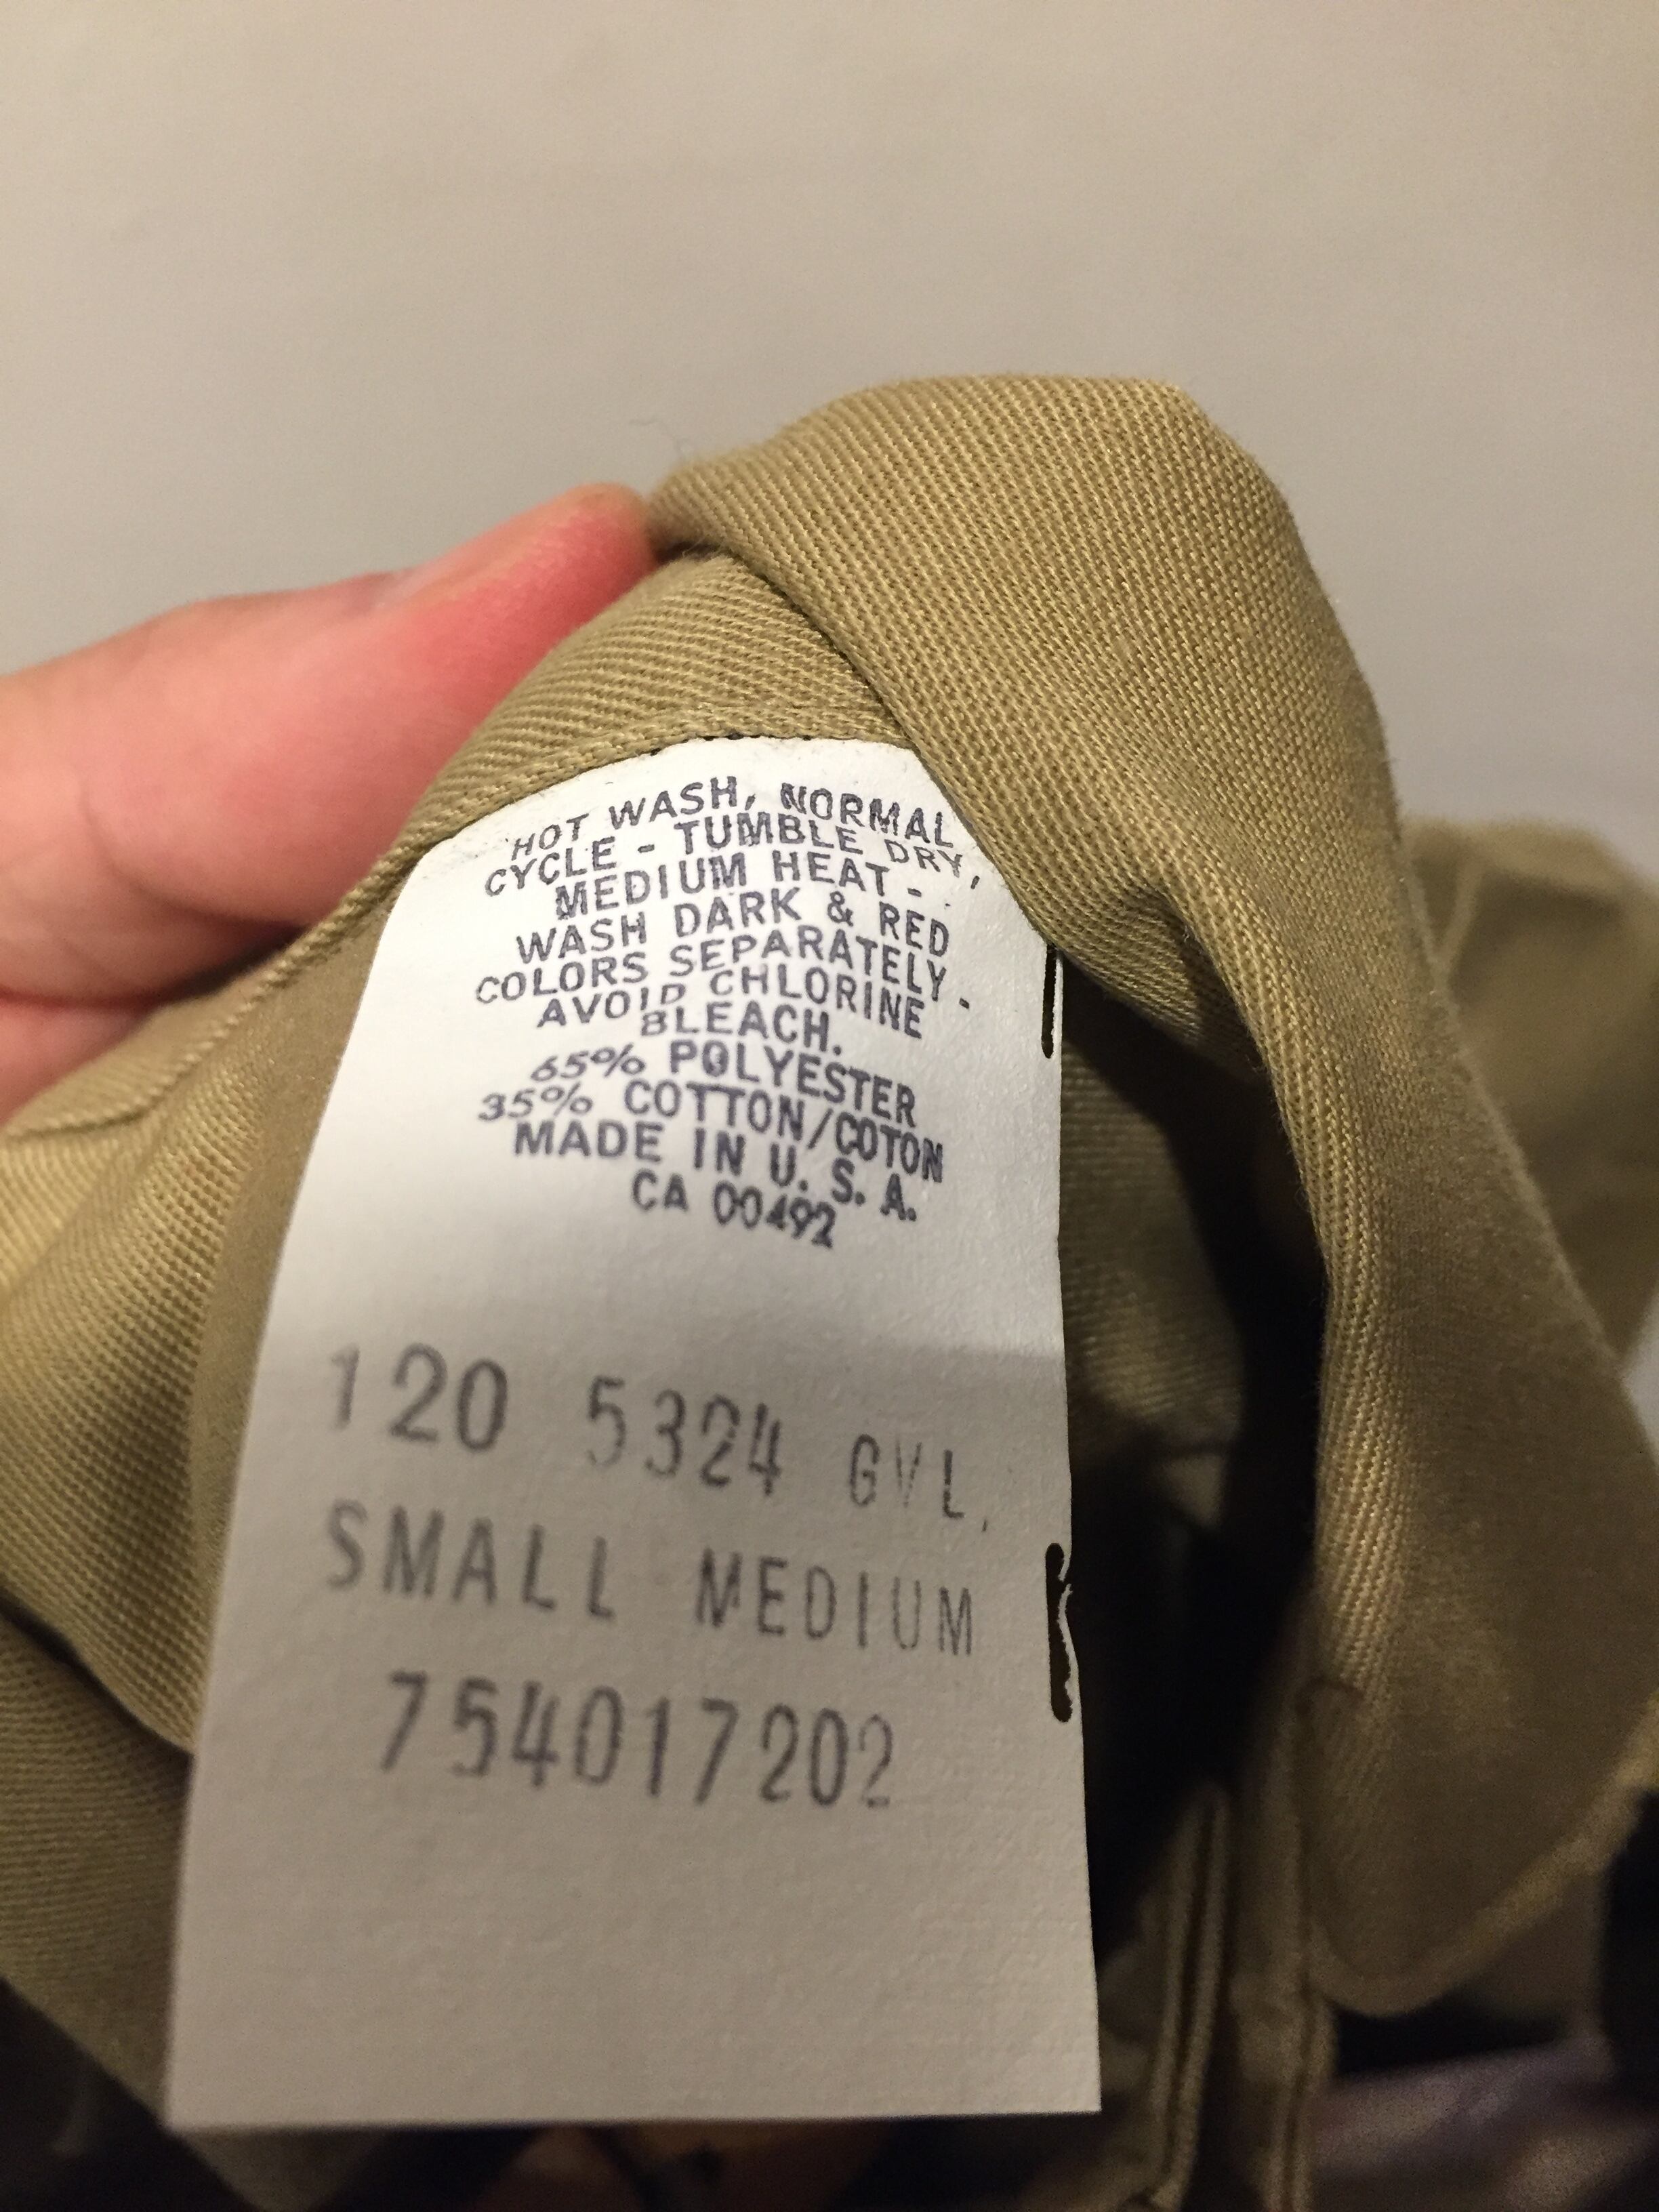 HOT WASH, NORMAL
CYCLE - TUMBLE DRY,
MEDIUM HEAT -
WASH DARK & RED
COLORS SEPARATELY -
AVOID CHLORINE
BLEACH.
65% POLYESTER
35% COTTON/COTON
MADE IN U. S. A.
CA 00492
120 5324 GVL.
SMALL MEDIUM
754017202